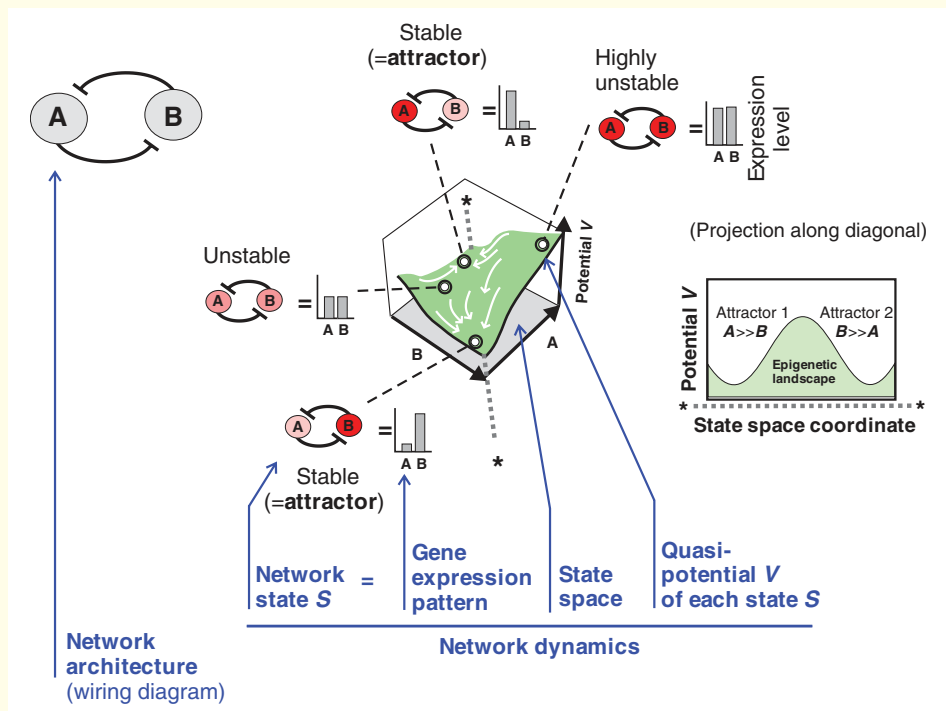 A
B
Stable
(=attractor)
A
B
=
A B
Highly
unstable
A
B
=
A B
Expression
level
Unstable
A
B
=
A B
*
Potential V
B
A
*
(Projection along diagonal)
Potential V
Attractor 1
A>>B
Attractor 2
B>>A
Epigenetic
landscape
* *
State space coordinate
A
B
=
A B
Stable
(=attractor)
Network
state S
=
Gene
expression
pattern
State
space
Quasi-
potential V
of each state S
Network dynamics
Network
architecture
(wiring diagram)